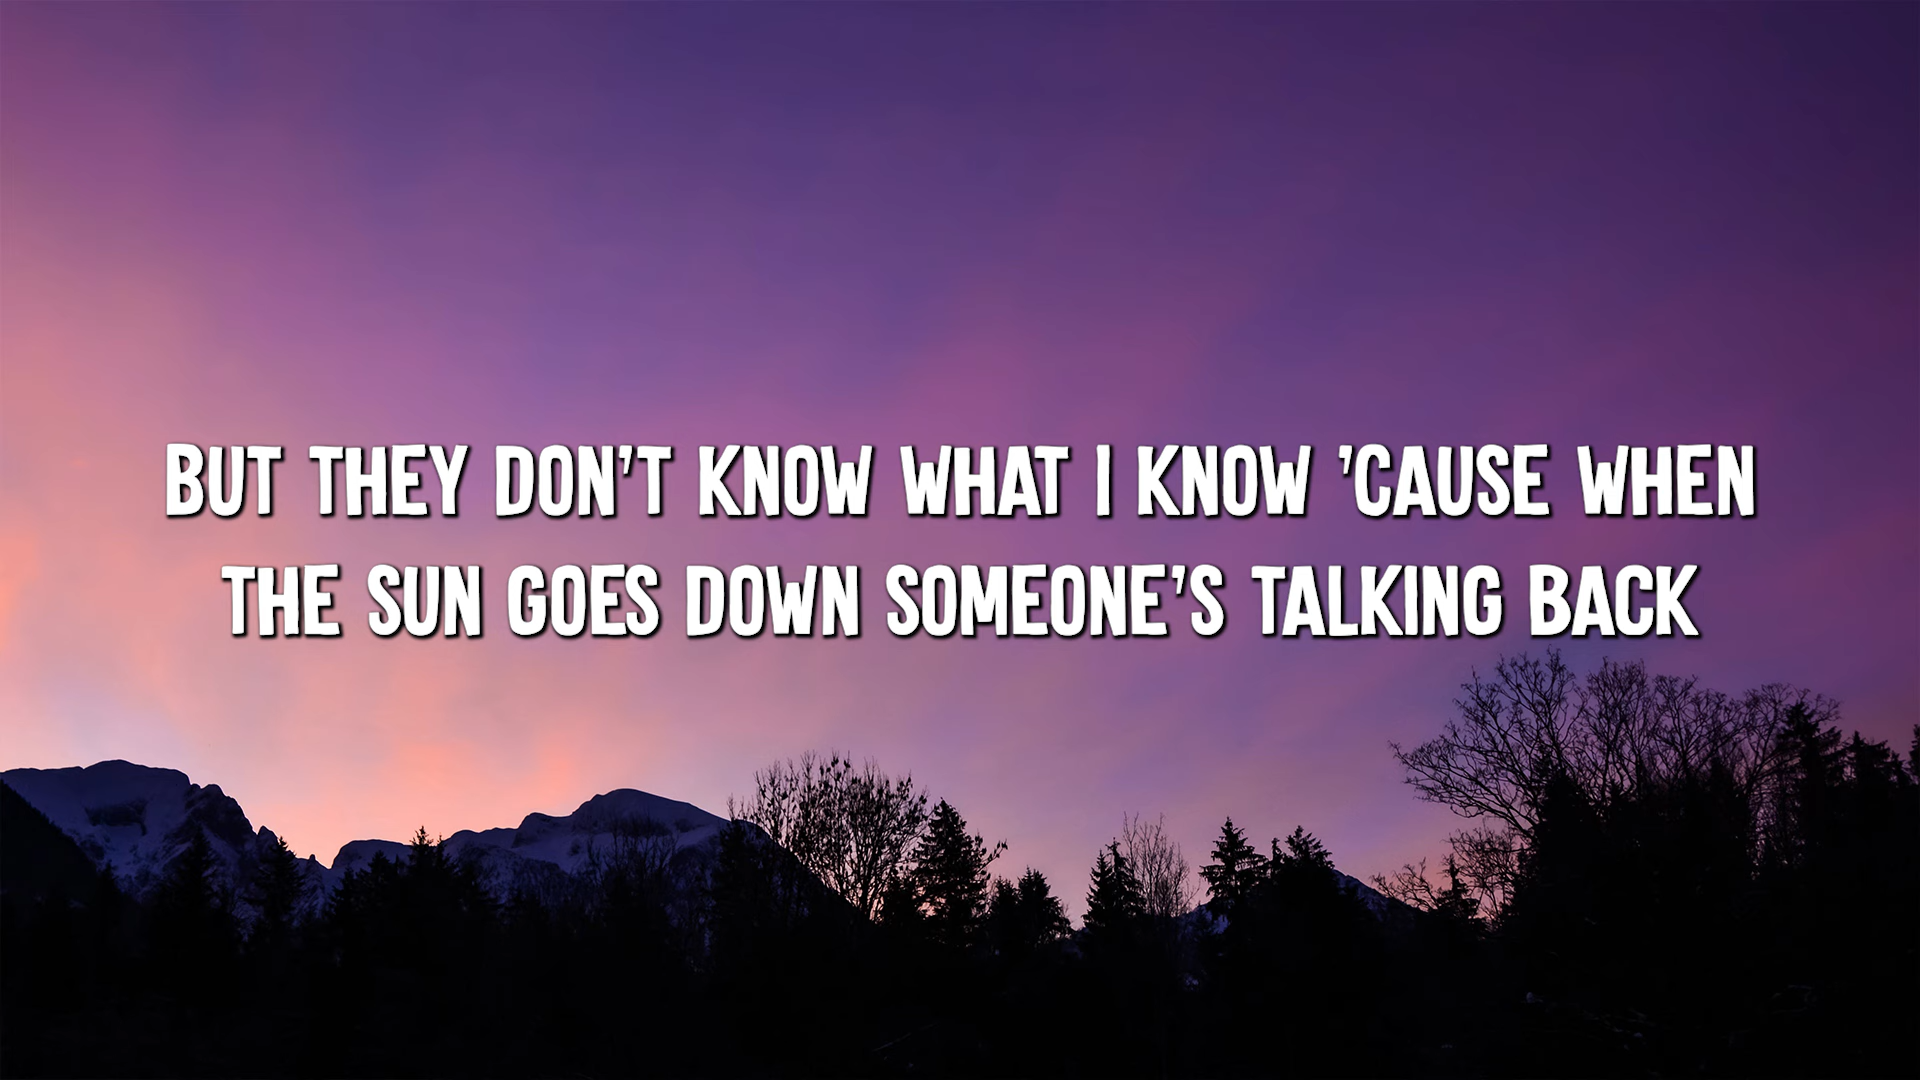 BUT THEY DON'T KNOW WHAT I KNOW 'CAUSE WHEN
THE SUN GOES DOWN SOMEONE'S TALKING BACK